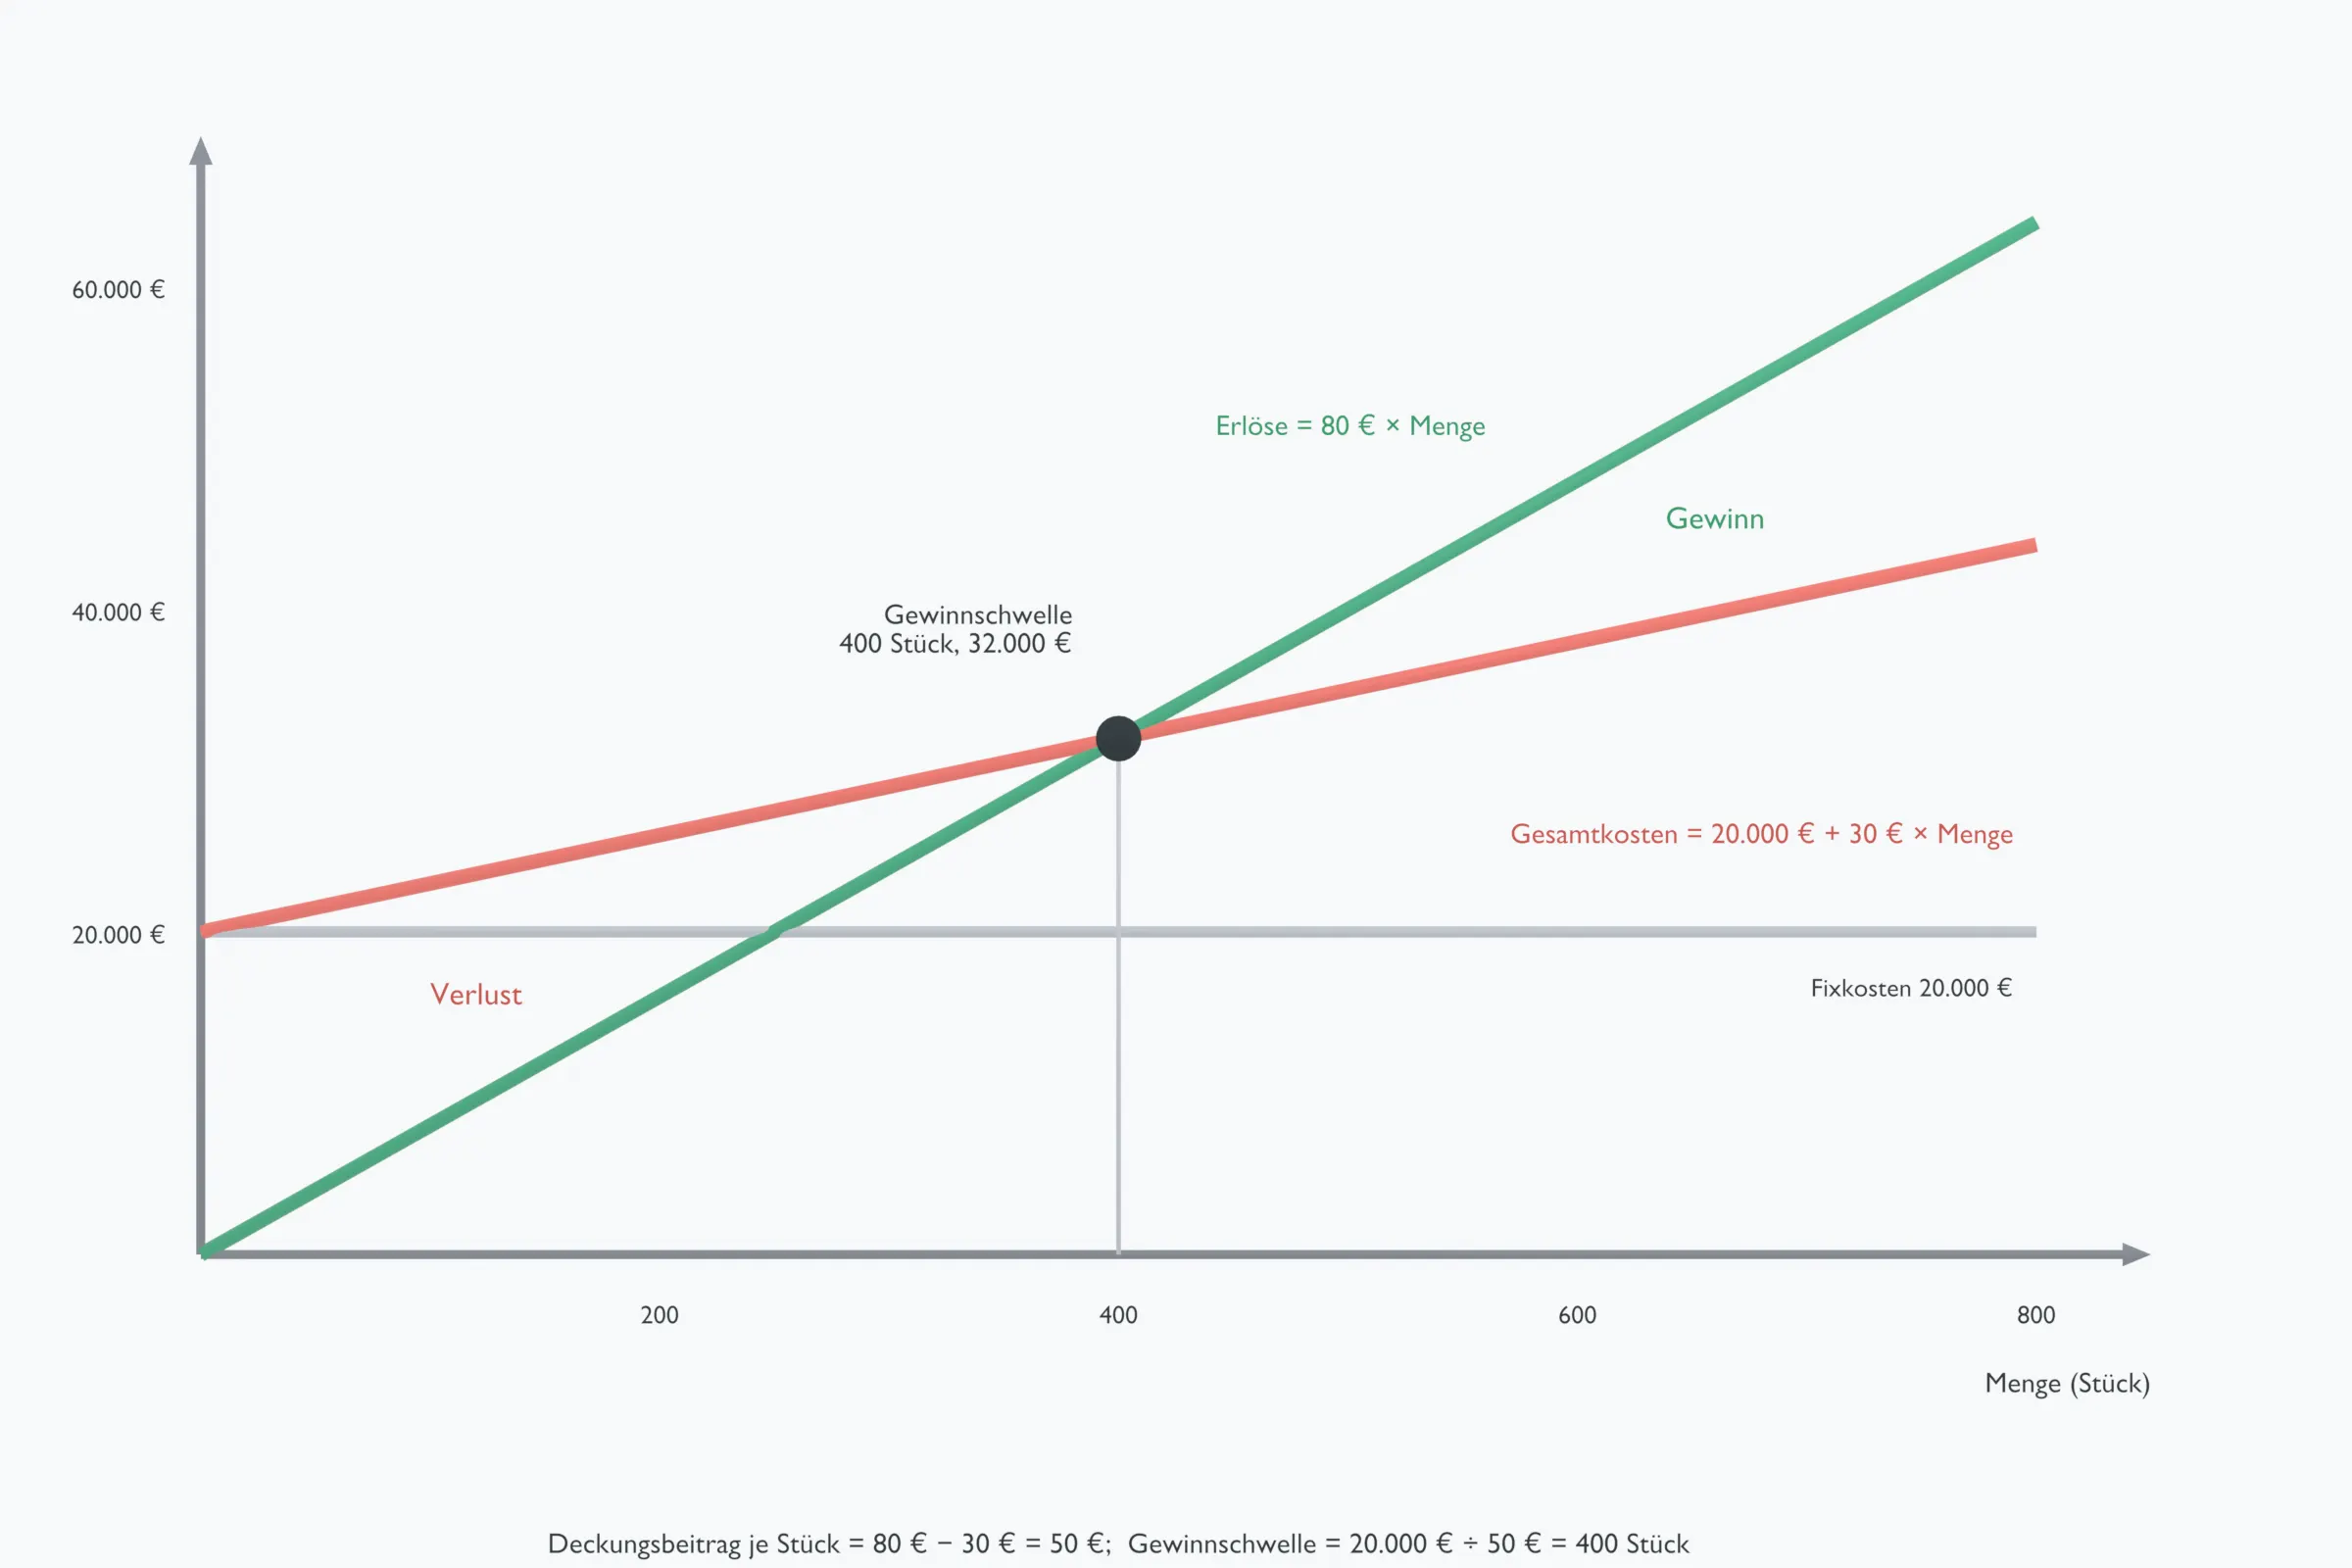 60.000 €
Erlöse = 80 € × Menge
Gewinn
40.000 €
Gewinnschwelle
400 Stück, 32.000 €
Gesamtkosten = 20.000 € + 30 € × Menge
20.000 €
Fixkosten 20.000 €
Verlust
200
400
600
800
Menge (Stück)
Deckungsbeitrag je Stück = 80 € − 30 € = 50 €; Gewinnschwelle = 20.000 € ÷ 50 € = 400 Stück